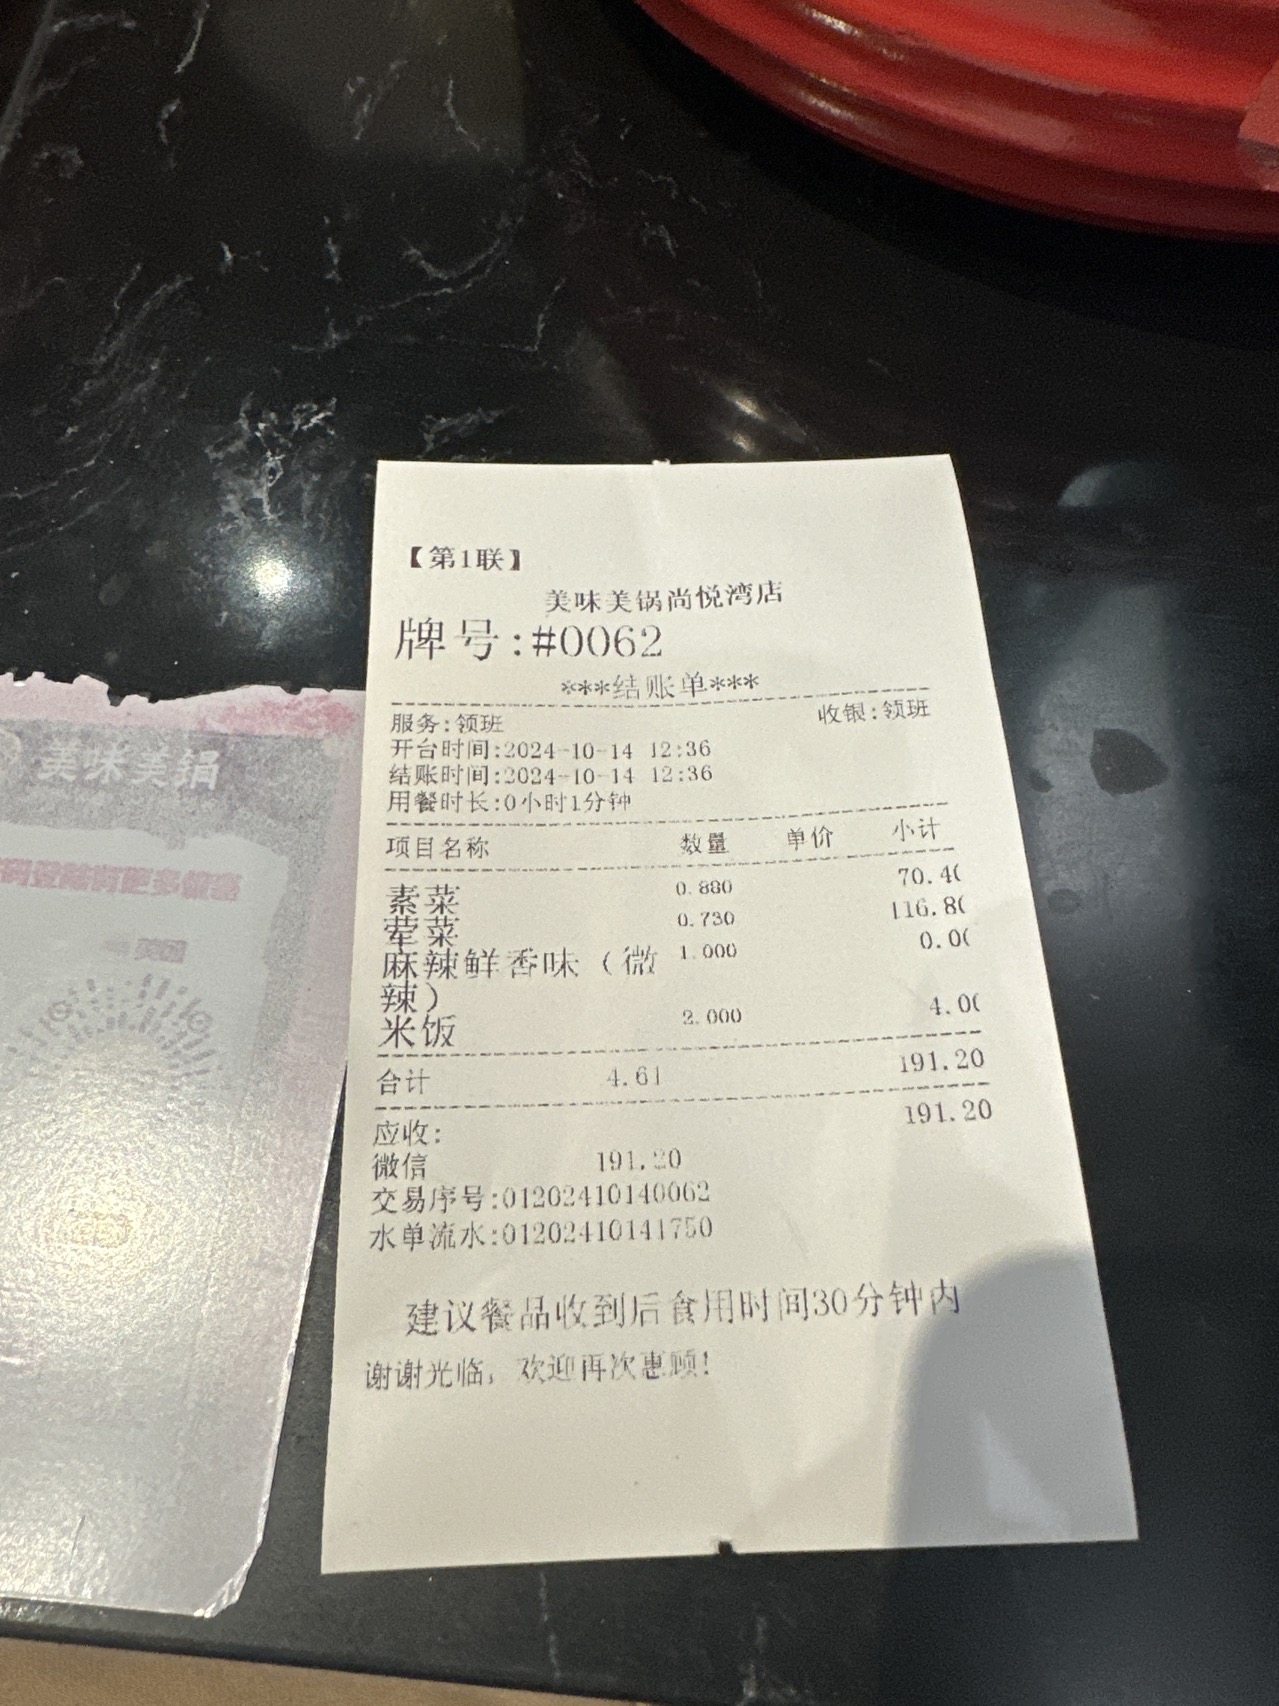 【第1联】
美味美锅尚悦湾店
牌号:#0062
***结账单***
服务:领班 收银:领班
开台时间:2024-10-14 12:36
结账时间:2024-10-14 12:36
用餐时长:0小时1分钟
项目名称 数量 单价 小计
素菜 0.880 70.4
荤菜 0.730 116.8
麻辣鲜香味（微 1.000 0.0
辣）
米饭 2.000 4.0
合计 4.61 191.20
应收: 191.20
微信 191.20
交易序号:01202410140062
水单流水:01202410141750
建议餐品收到后食用时间30分钟内
谢谢光临，欢迎再次惠顾!
美味美锅